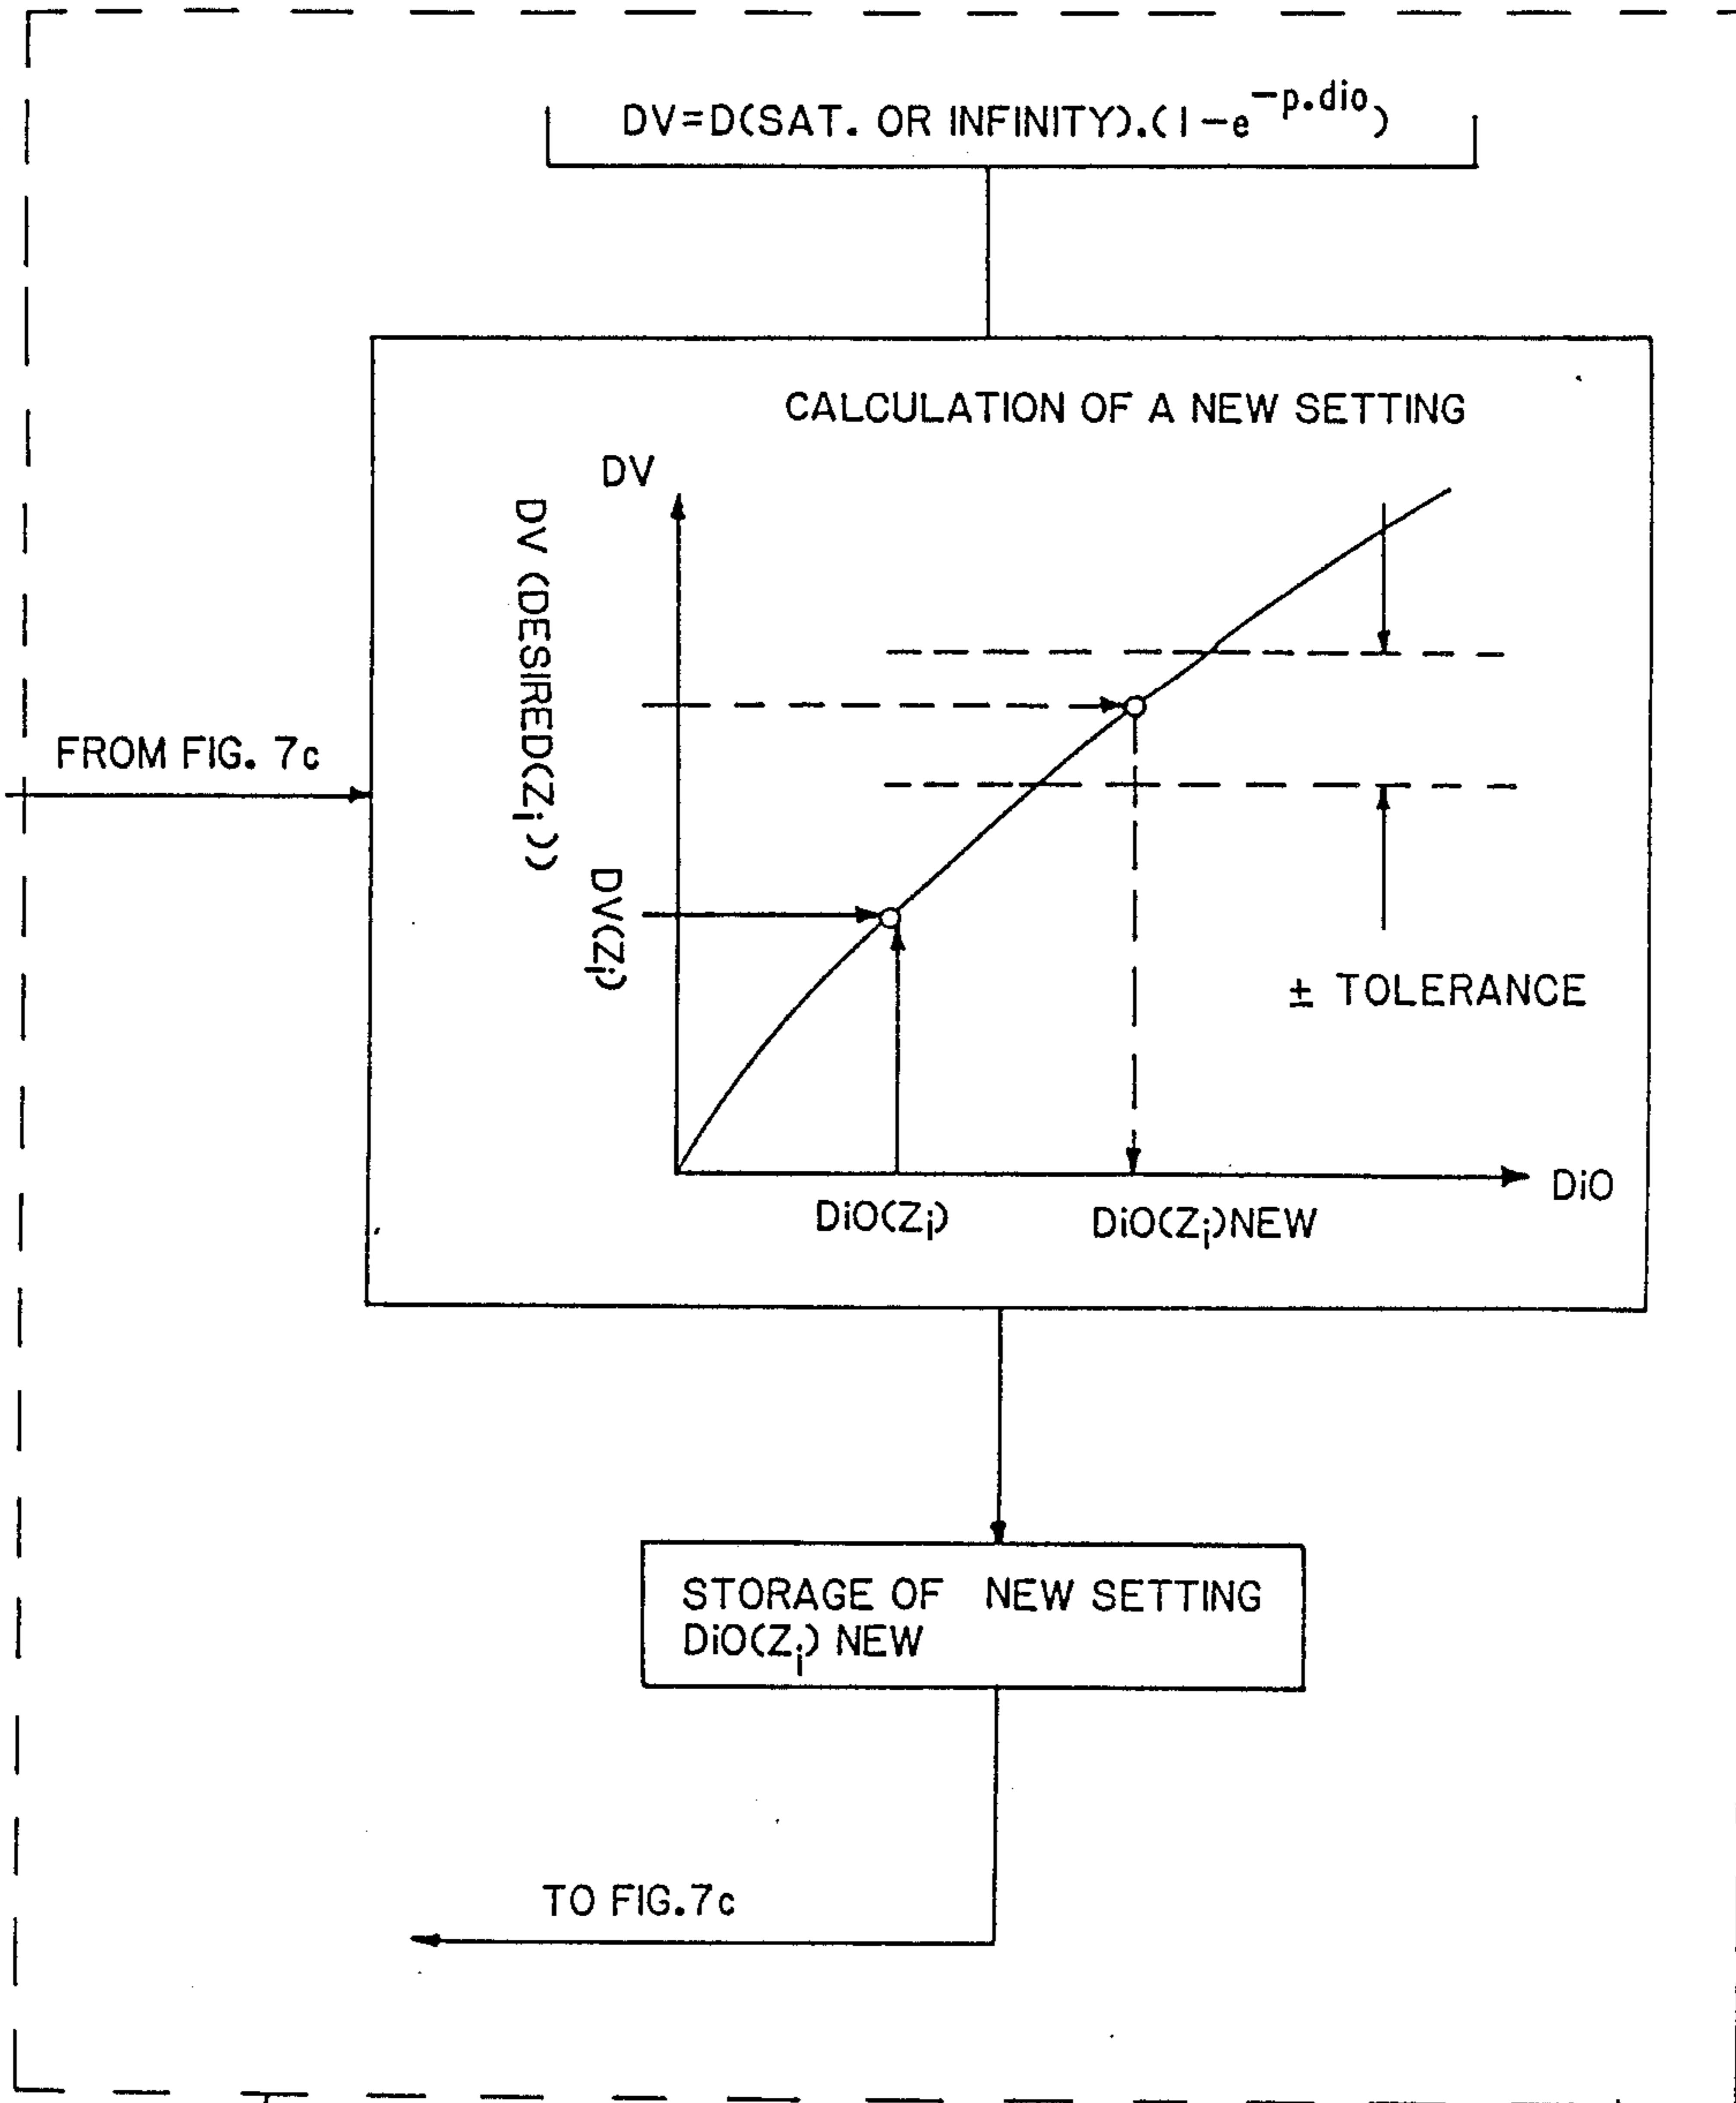 DV=D(SAT. OR INFINITY).(1-e^-p.dio)
CALCULATION OF A NEW SETTING
DV
DV (DESIRED(Zi))
FROM FIG. 7c
DV(Zi)
± TOLERANCE
DiO
DiO(Zi)
DiO(Zi)NEW
STORAGE OF NEW SETTING
DiO(Zi) NEW
TO FIG.7c